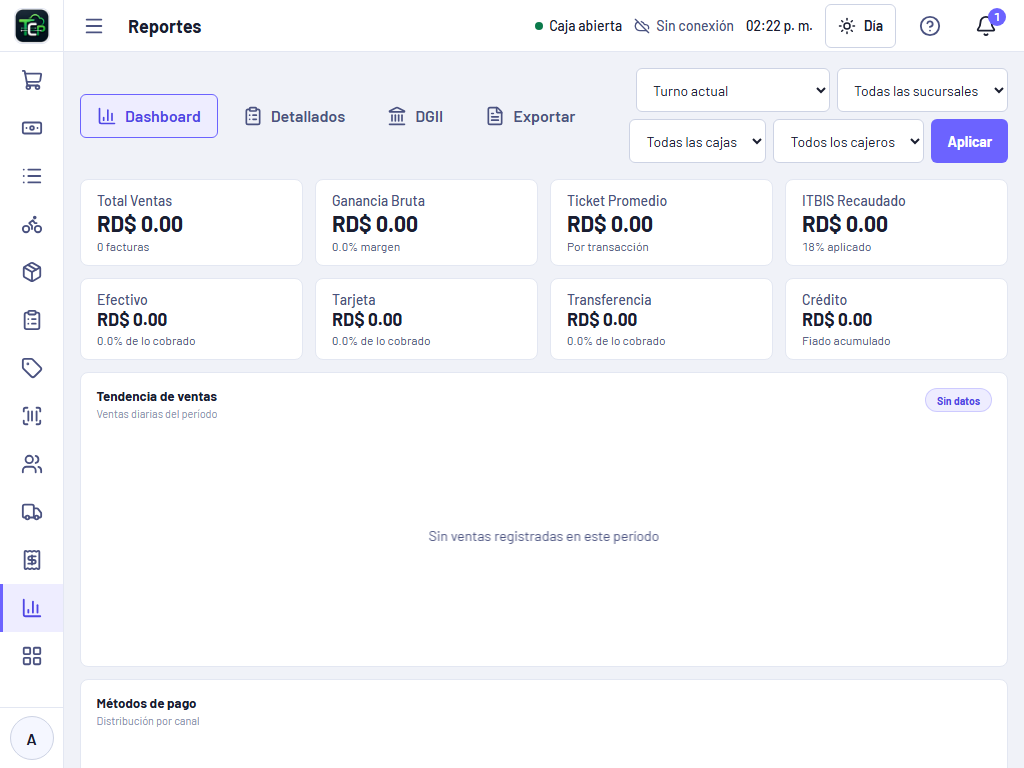 TCP
Reportes
Caja abierta
Sin conexión
02:22 p. m.
Día
1
Dashboard
Detallados
DGII
Exportar
Turno actual
Todas las sucursales
Todas las cajas
Todos los cajeros
Aplicar
Total Ventas
RD$ 0.00
0 facturas
Ganancia Bruta
RD$ 0.00
0.0% margen
Ticket Promedio
RD$ 0.00
Por transacción
ITBIS Recaudado
RD$ 0.00
18% aplicado
Efectivo
RD$ 0.00
0.0% de lo cobrado
Tarjeta
RD$ 0.00
0.0% de lo cobrado
Transferencia
RD$ 0.00
0.0% de lo cobrado
Crédito
RD$ 0.00
Fiado acumulado
Tendencia de ventas
Ventas diarias del período
Sin datos
Sin ventas registradas en este período
Métodos de pago
Distribución por canal
A